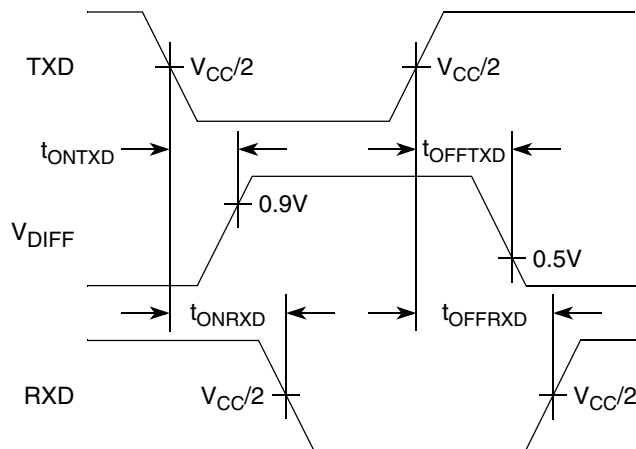 TXD
V_CC/2
V_CC/2
t_ONTXD
t_OFFTXD
0.9V
V_DIFF
0.5V
t_ONRXD
t_OFFRXD
RXD
V_CC/2
V_CC/2